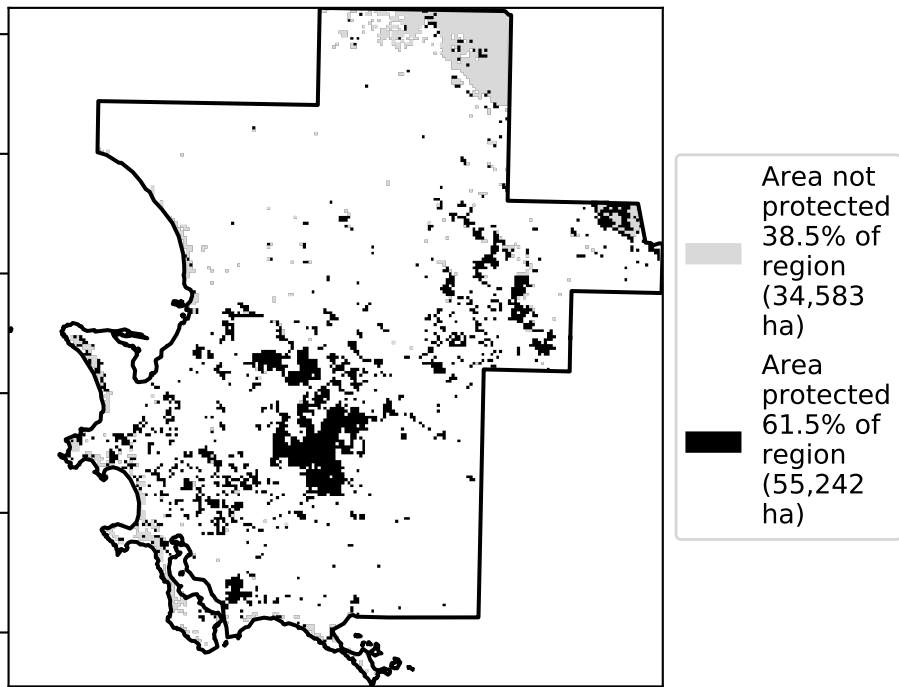 Area not
protected
38.5% of
region
(34,583
ha)
Area
protected
61.5% of
region
(55,242
ha)